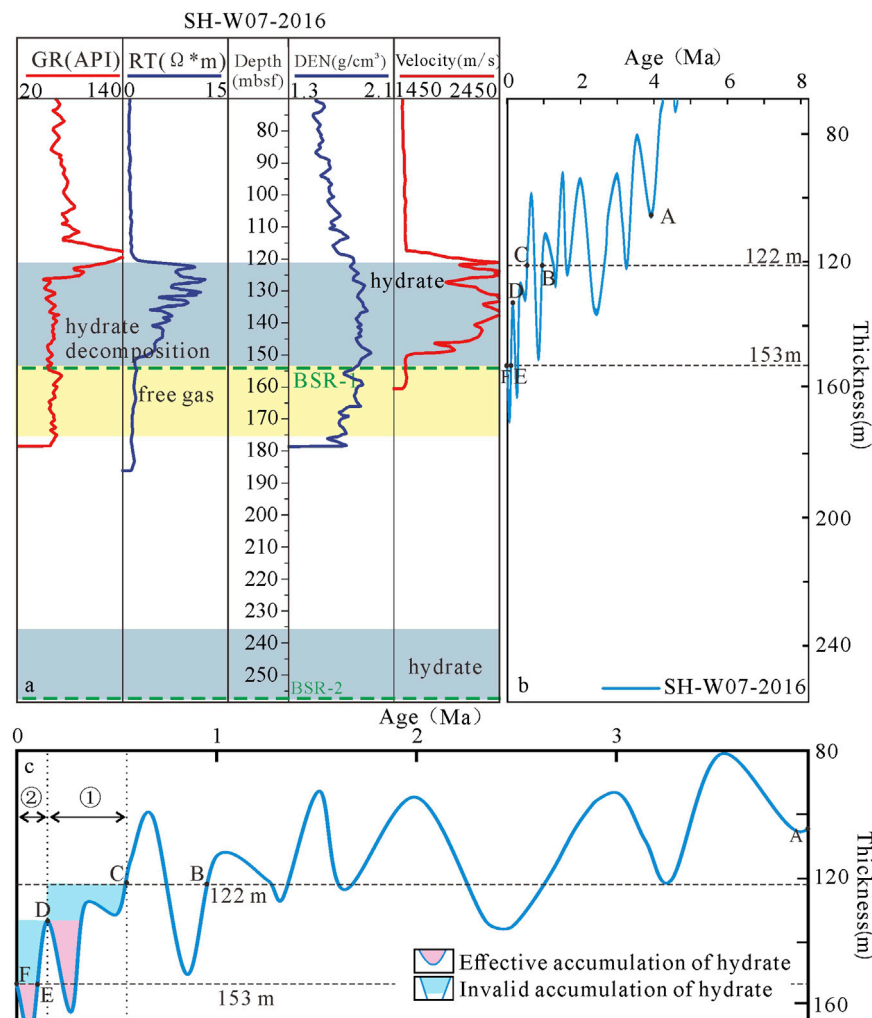 SH-W07-2016
GR(API) RT(Ω*m) Depth (mbsf) DEN(g/cm³) Velocity(m/s)
20 140 0 15 1.3 2.1 1450 2450
80
90
100
110
120
130
140
150
160
170
180
190
200
210
220
230
240
250
hydrate
hydrate decomposition
BSR-1
free gas
hydrate
BSR-2
a
Age (Ma)
0 2 4 6 8
80
120
160
200
240
Thickness(m)
A
122 m
C
B
D
153m
F E
b
SH-W07-2016
Age (Ma)
0 1 2 3
c
② ①
80
120
160
Thickness(m)
A
B
C
122 m
D
F
E
153 m
Effective accumulation of hydrate
Invalid accumulation of hydrate